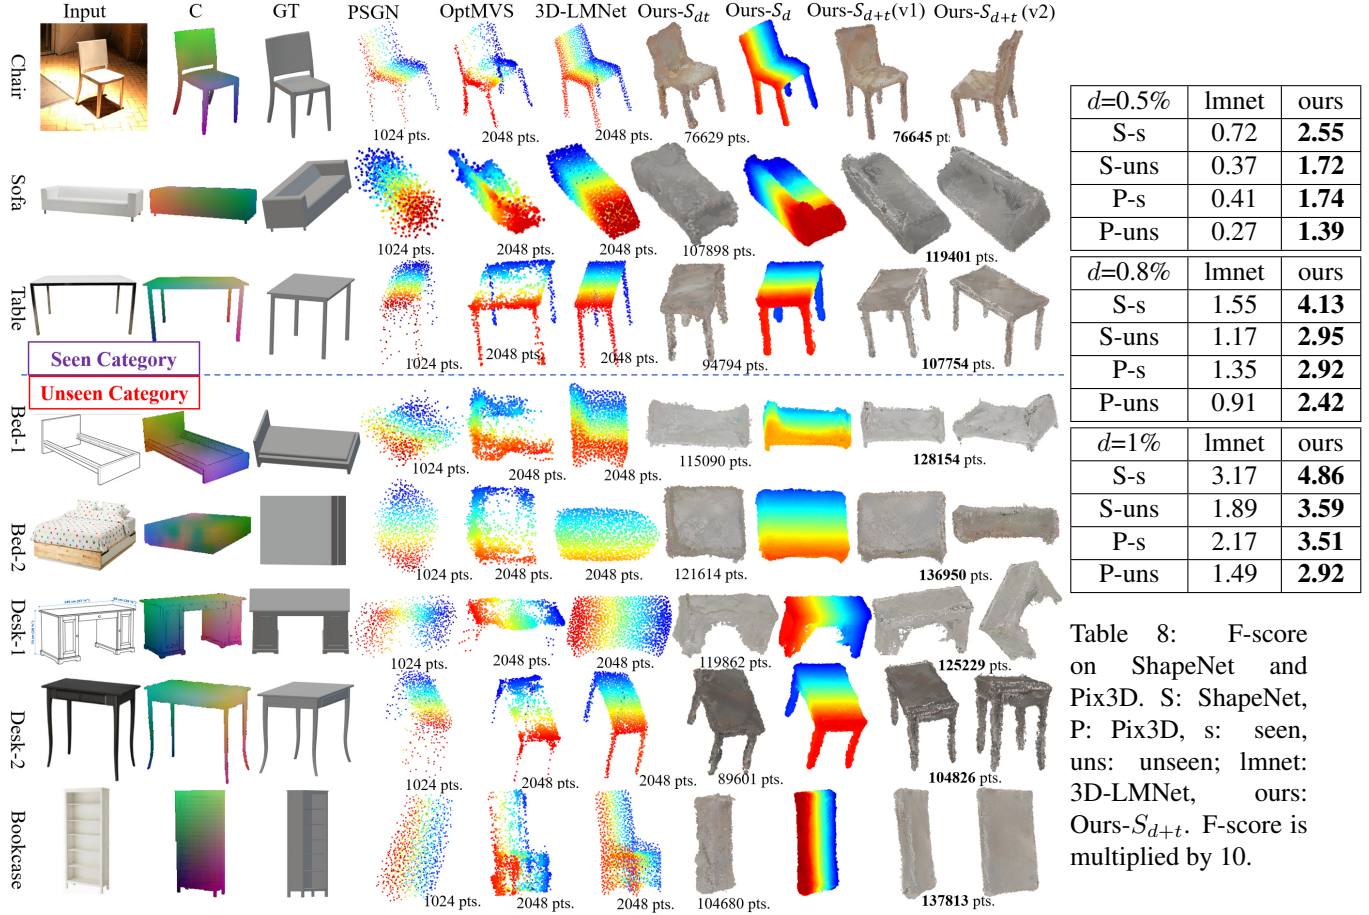 Input C GT PSGN OptMVS 3D-LMNet Ours-S_{dt} Ours-S_d Ours-S_{d+t}(v1) Ours-S_{d+t} (v2)
Chair
1024 pts. 2048 pts. 2048 pts. 76629 pts. 76645 pts.
Sofa
1024 pts. 2048 pts. 2048 pts. 107898 pts. 119401 pts.
Table
1024 pts. 2048 pts. 2048 pts. 94794 pts. 107754 pts.
Seen Category
Unseen Category
Bed-1
1024 pts. 2048 pts. 2048 pts. 115090 pts. 128154 pts.
Bed-2
1024 pts. 2048 pts. 2048 pts. 121614 pts. 136950 pts.
Desk-1
1024 pts. 2048 pts. 2048 pts. 119862 pts. 125229 pts.
Desk-2
1024 pts. 2048 pts. 2048 pts. 89601 pts. 104826 pts.
Bookcase
1024 pts. 2048 pts. 2048 pts. 104680 pts. 137813 pts.
d=0.5% lmnet ours
S-s 0.72 2.55
S-uns 0.37 1.72
P-s 0.41 1.74
P-uns 0.27 1.39
d=0.8% lmnet ours
S-s 1.55 4.13
S-uns 1.17 2.95
P-s 1.35 2.92
P-uns 0.91 2.42
d=1% lmnet ours
S-s 3.17 4.86
S-uns 1.89 3.59
P-s 2.17 3.51
P-uns 1.49 2.92
Table 8: F-score
on ShapeNet and
Pix3D. S: ShapeNet,
P: Pix3D, s: seen,
uns: unseen; lmnet:
3D-LMNet, ours:
Ours-S_{d+t}. F-score is
multiplied by 10.